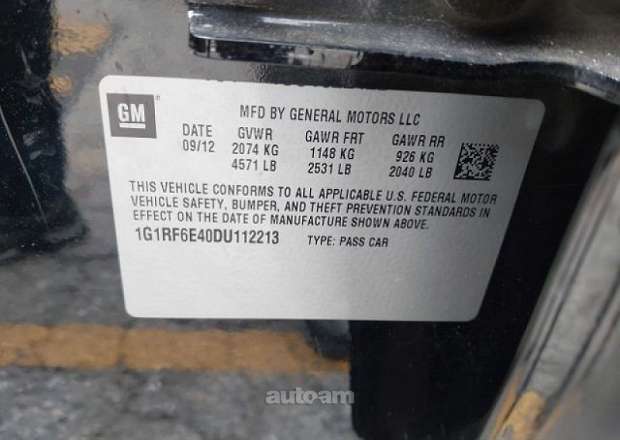 GM
MFD BY GENERAL MOTORS LLC
DATE GVWR GAWR FRT GAWR RR
09/12 2074 KG 1148 KG 926 KG
4571 LB 2531 LB 2040 LB
THIS VEHICLE CONFORMS TO ALL APPLICABLE U.S. FEDERAL MOTOR
VEHICLE SAFETY, BUMPER, AND THEFT PREVENTION STANDARDS IN
EFFECT ON THE DATE OF MANUFACTURE SHOWN ABOVE.
1G1RF6E40DU112213 TYPE: PASS CAR
auto.am